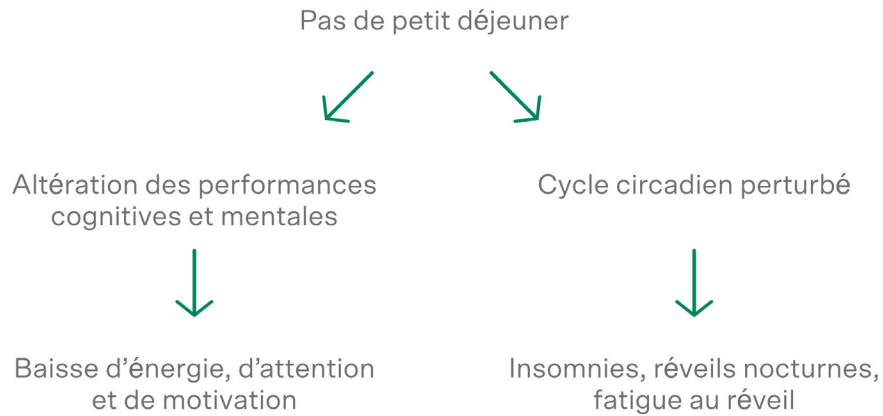 Pas de petit déjeuner
Altération des performances
cognitives et mentales
Cycle circadien perturbé
Baisse d’énergie, d’attention
et de motivation
Insomnies, réveils nocturnes,
fatigue au réveil